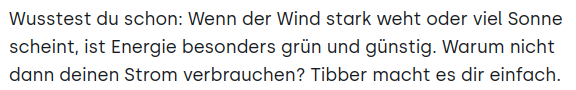 Wusstest du schon: Wenn der Wind stark weht oder viel Sonne
scheint, ist Energie besonders grün und günstig. Warum nicht
dann deinen Strom verbrauchen? Tibber macht es dir einfach.